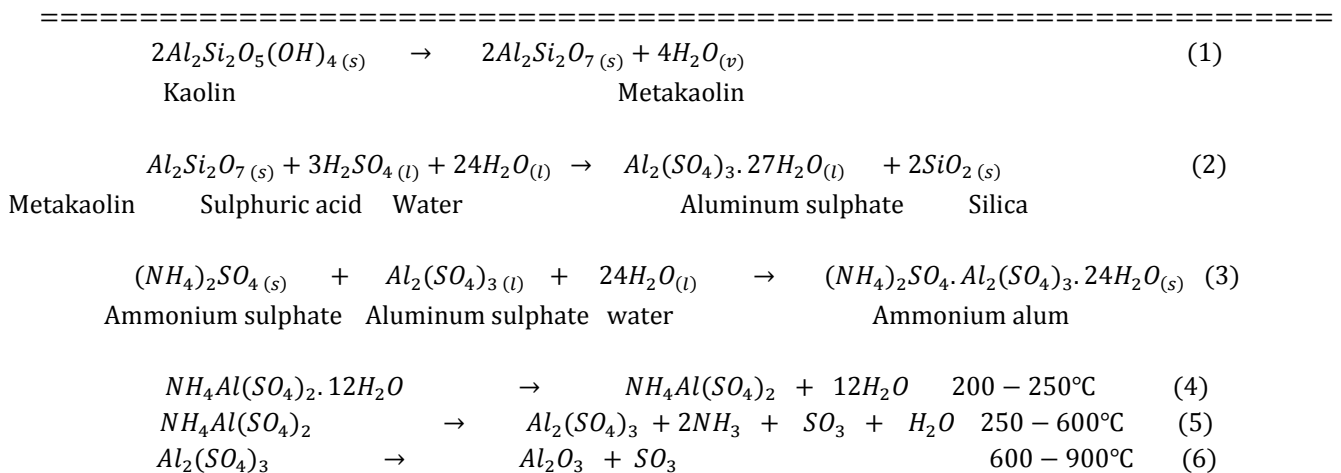 =====================================================================
2Al₂Si₂O₅(OH)₄ (s) → 2Al₂Si₂O₇ (s) + 4H₂O(v) (1)
Kaolin Metakaolin
Al₂Si₂O₇ (s) + 3H₂SO₄ (l) + 24H₂O(l) → Al₂(SO₄)₃.27H₂O(l) + 2SiO₂ (s) (2)
Metakaolin Sulphuric acid Water Aluminum sulphate Silica
(NH₄)₂SO₄ (s) + Al₂(SO₄)₃ (l) + 24H₂O(l) → (NH₄)₂SO₄.Al₂(SO₄)₃.24H₂O(s) (3)
Ammonium sulphate Aluminum sulphate water Ammonium alum
NH₄Al(SO₄)₂.12H₂O → NH₄Al(SO₄)₂ + 12H₂O 200 − 250℃ (4)
NH₄Al(SO₄)₂ → Al₂(SO₄)₃ + 2NH₃ + SO₃ + H₂O 250 − 600℃ (5)
Al₂(SO₄)₃ → Al₂O₃ + SO₃ 600 − 900℃ (6)